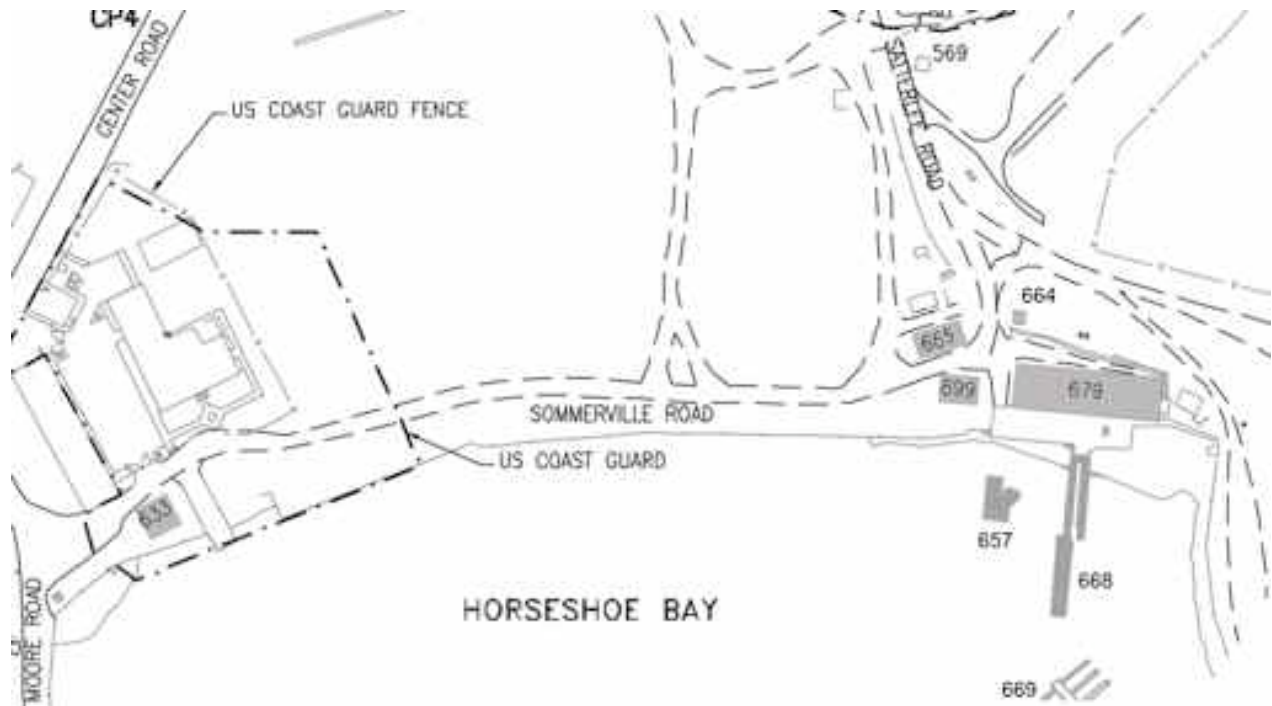 CP4
CENTER ROAD
US COAST GUARD FENCE
569
SATTERLEE ROAD
664
665
699
679
SOMMERVILLE ROAD
US COAST GUARD
633
657
668
HORSESHOE BAY
MOORE ROAD
669